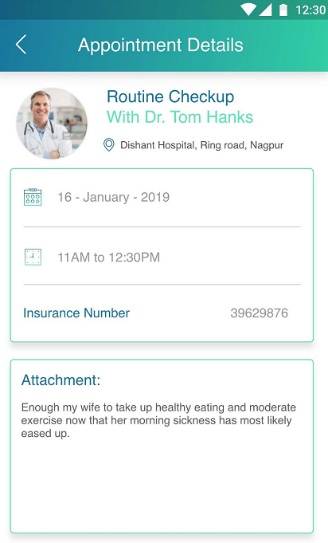 12:30
Appointment Details
Routine Checkup
With Dr. Tom Hanks
Dishant Hospital, Ring road, Nagpur
16 - January - 2019
11AM to 12:30PM
Insurance Number 39629876
Attachment:
Enough my wife to take up healthy eating and moderate
exercise now that her morning sickness has most likely
eased up.